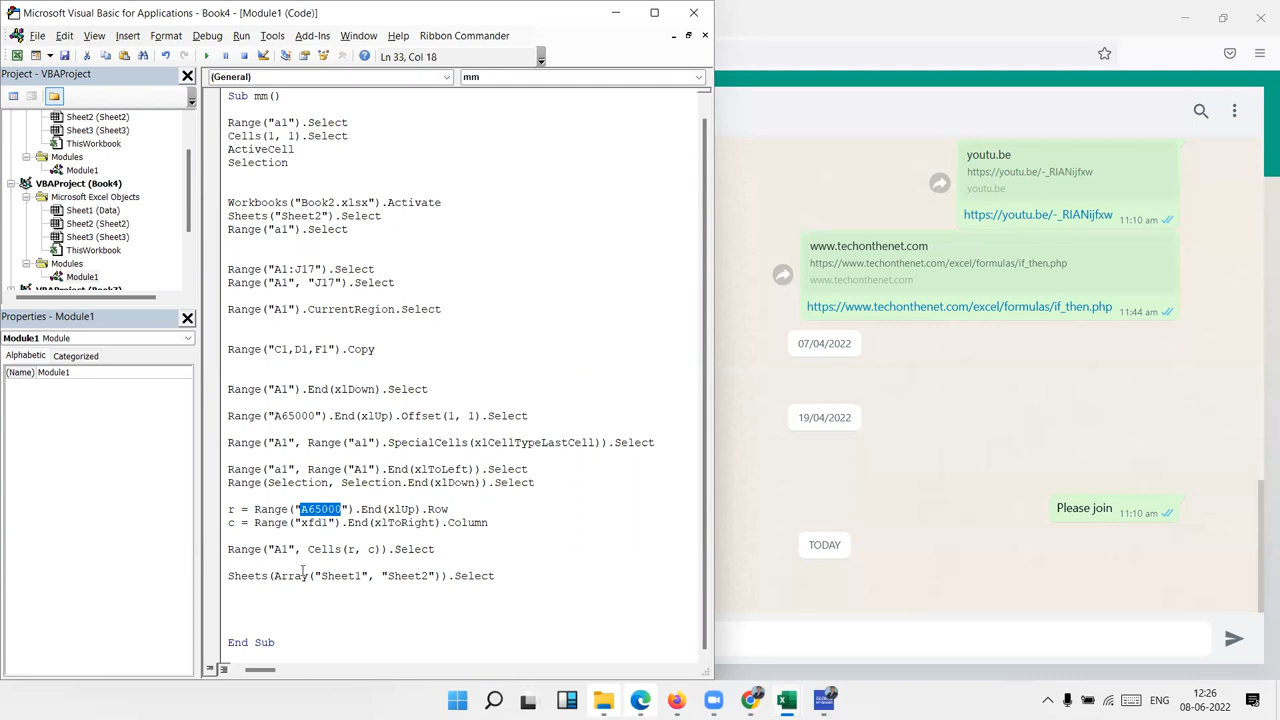 Microsoft Visual Basic for Applications - Book4 - [Module1 (Code)]
File Edit View Insert Format Debug Run Tools Add-Ins Window Help Ribbon Commander
Ln 33, Col 18
Project - VBAProject
(General)
mm
Sheet2 (Sheet2)
Sheet3 (Sheet3)
ThisWorkbook
Modules
Module1
VBAProject (Book4)
Microsoft Excel Objects
Sheet1 (Data)
Sheet2 (Sheet2)
Sheet3 (Sheet3)
ThisWorkbook
Modules
Module1
Properties - Module1
Module1 Module
Alphabetic Categorized
(Name) Module1
Sub mm()
Range("a1").Select
Cells(1, 1).Select
ActiveCell
Selection
Workbooks("Book2.xlsx").Activate
Sheets("Sheet2").Select
Range("a1").Select
Range("A1:J17").Select
Range("A1", "J17").Select
Range("A1").CurrentRegion.Select
Range("C1,D1,F1").Copy
Range("A1").End(xlDown).Select
Range("A65000").End(xlUp).Offset(1, 1).Select
Range("A1", Range("a1").SpecialCells(xlCellTypeLastCell)).Select
Range("a1", Range("A1").End(xlToLeft)).Select
Range(Selection, Selection.End(xlDown)).Select
r = Range("A65000").End(xlUp).Row
c = Range("xfd1").End(xlToRight).Column
Range("A1", Cells(r, c)).Select
Sheets(Array("Sheet1", "Sheet2")).Select
End Sub
youtu.be
https://youtu.be/-_RIANijfxw
youtu.be
https://youtu.be/-_RIANijfxw 11:10 am
www.techonthenet.com
https://www.techonthenet.com/excel/formulas/if_then.php
www.techonthenet.com
https://www.techonthenet.com/excel/formulas/if_then.php 11:44 am
07/04/2022
19/04/2022
Please join 11:10 am
TODAY
ENG
12:26
08-06-2022